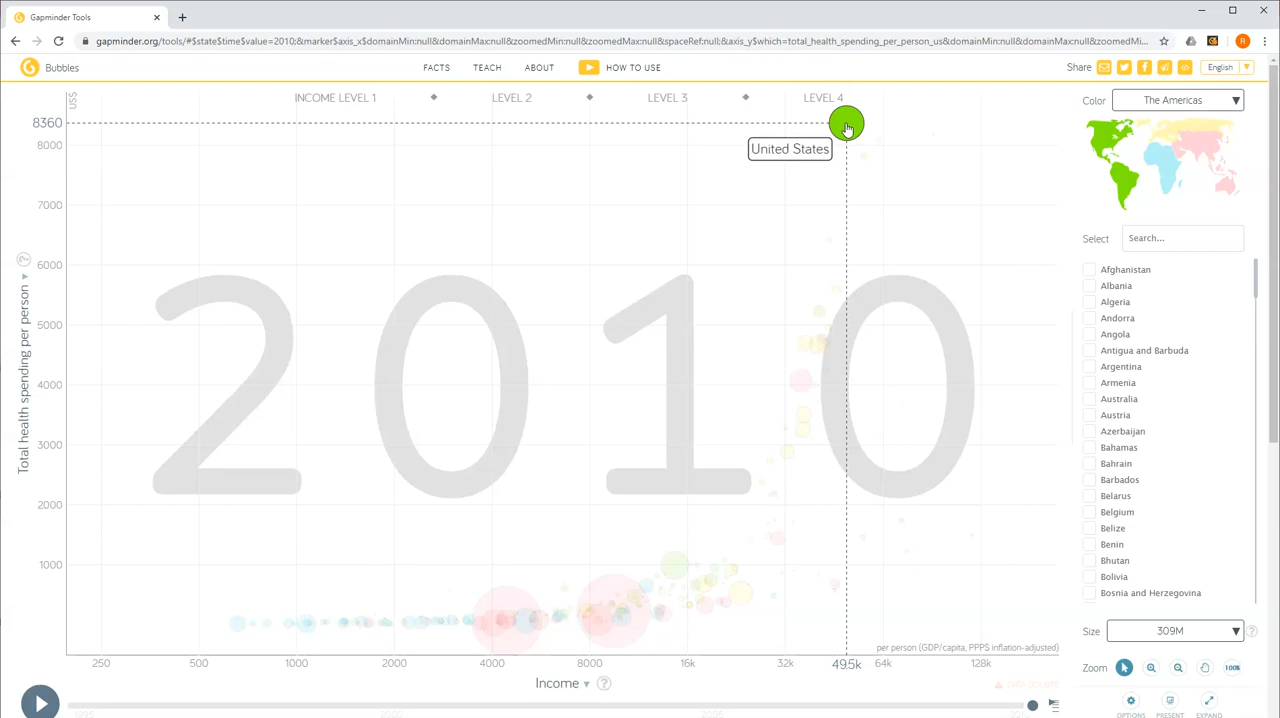 Gapminder Tools
gapminder.org/tools/#$state$time$value=2010;&marker$axis_x$domainMin:null&domainMax:null&zoomedMin:null&zoomedMax:null&spaceRef:null;&axis_y$which=total_health_spending_per_person_us&domainMin:null&domainMax:null&zoomedMi...
Bubbles
FACTS TEACH ABOUT HOW TO USE
Share
English
US$
INCOME LEVEL 1 LEVEL 2 LEVEL 3 LEVEL 4
8360
8000
7000
6000
5000
4000
3000
2000
1000
United States
2010
Total health spending per person
per person (GDP/capita, PPP$ inflation-adjusted)
250 500 1000 2000 4000 8000 16k 32k 49.5k 64k 128k
Income
DATA DOUBTS
1995 2000 2005
Color The Americas
Select Search...
Afghanistan
Albania
Algeria
Andorra
Angola
Antigua and Barbuda
Argentina
Armenia
Australia
Austria
Azerbaijan
Bahamas
Bahrain
Barbados
Belarus
Belgium
Belize
Benin
Bhutan
Bolivia
Bosnia and Herzegovina
Size 309M
Zoom 100%
OPTIONS PRESENT EXPAND